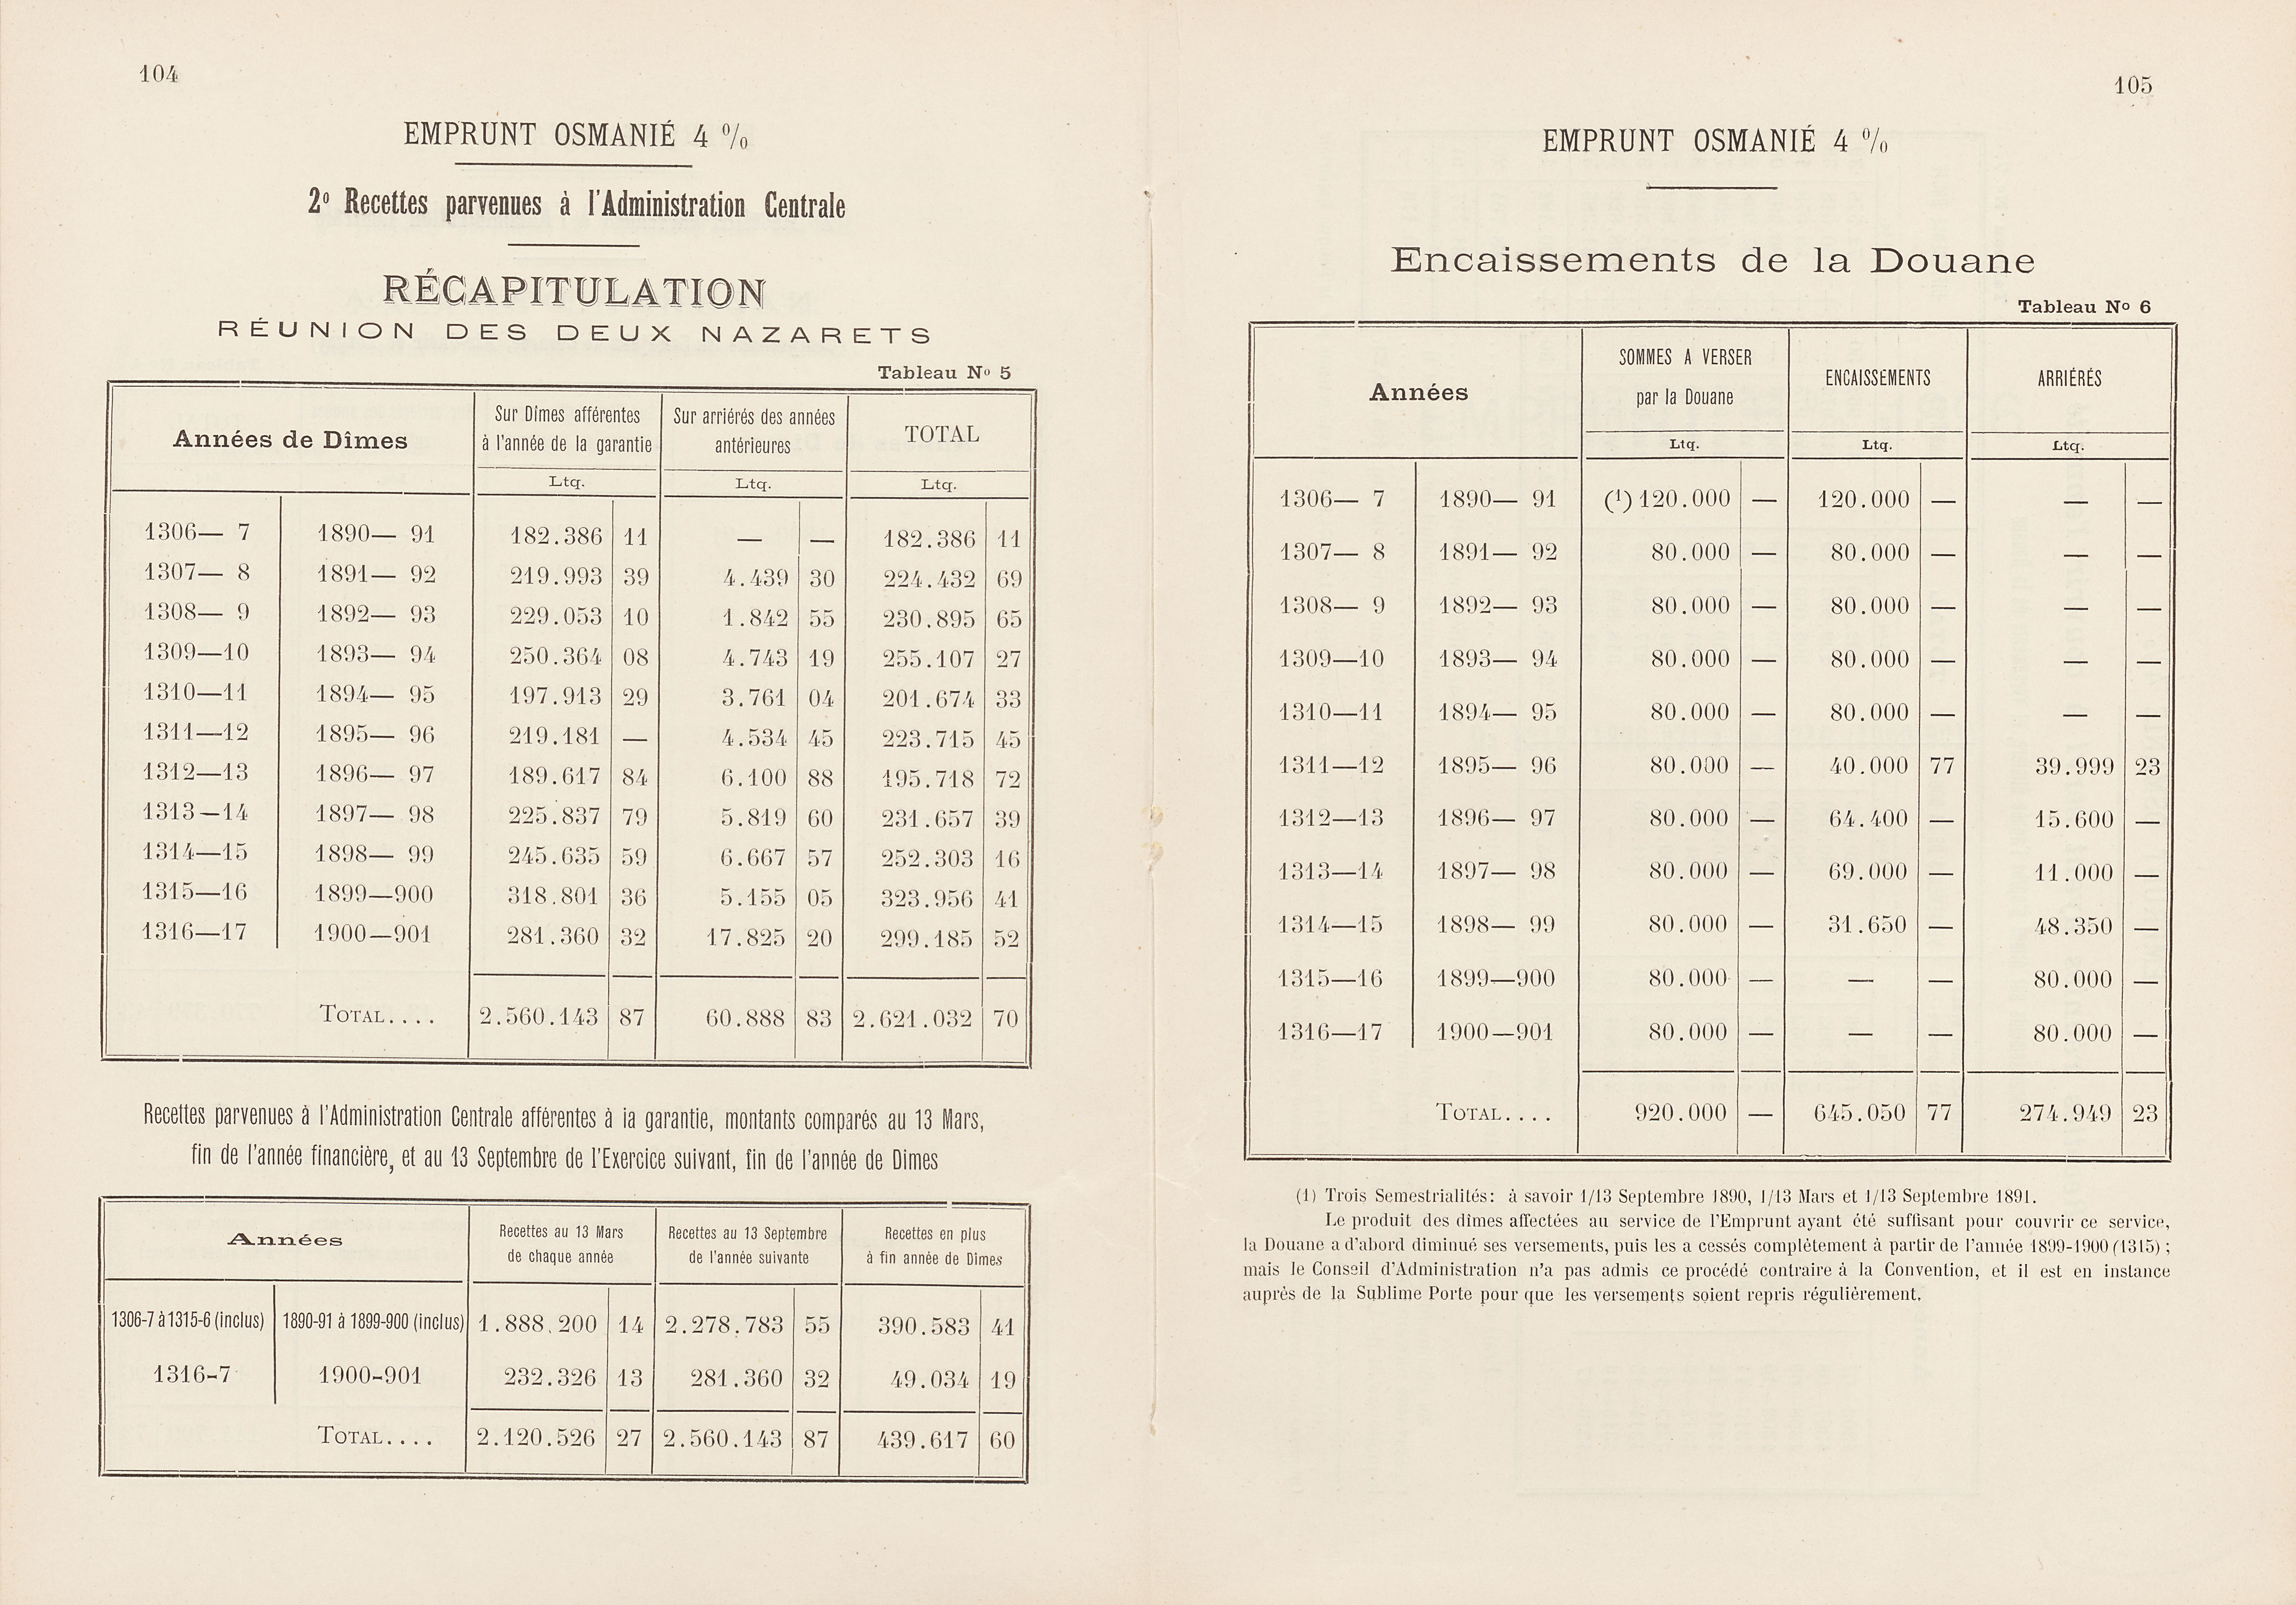 104
EMPRUNT OSMANIÉ 4 %
2º Recettes parvenues à l'Administration Centrale
RÉCAPITULATION
RÉUNION DES DEUX NAZARETS
Tableau Nº 5
Années de Dîmes | Sur Dîmes afférentes à l'année de la garantie | Sur arriérés des années antérieures | TOTAL
Ltq. | Ltq. | Ltq.
1306— 7 | 1890— 91 | 182.386 | 11 | — | — | 182.386 | 11
1307— 8 | 1891— 92 | 219.993 | 39 | 4.439 | 30 | 224.432 | 69
1308— 9 | 1892— 93 | 229.053 | 10 | 1.842 | 55 | 230.895 | 65
1309—10 | 1893— 94 | 250.364 | 08 | 4.743 | 19 | 255.107 | 27
1310—11 | 1894— 95 | 197.913 | 29 | 3.761 | 04 | 201.674 | 33
1311—12 | 1895— 96 | 219.181 | — | 4.534 | 45 | 223.715 | 45
1312—13 | 1896— 97 | 189.617 | 84 | 6.100 | 88 | 195.718 | 72
1313—14 | 1897— 98 | 225.837 | 79 | 5.819 | 60 | 231.657 | 39
1314—15 | 1898— 99 | 245.635 | 59 | 6.667 | 57 | 252.303 | 16
1315—16 | 1899—900 | 318.801 | 36 | 5.155 | 05 | 323.956 | 41
1316—17 | 1900—901 | 281.360 | 32 | 17.825 | 20 | 299.185 | 52
TOTAL.... | 2.560.143 | 87 | 60.888 | 83 | 2.621.032 | 70
Recettes parvenues à l'Administration Centrale afférentes à ia garantie, montants comparés au 13 Mars,
fin de l'année financière, et au 13 Septembre de l'Exercice suivant, fin de l'année de Dimes
Années | Recettes au 13 Mars de chaque année | Recettes au 13 Septembre de l'année suivante | Recettes en plus à fin année de Dimes
1306-7 à 1315-6 (inclus) | 1890-91 à 1899-900 (inclus) | 1.888.200 | 14 | 2.278.783 | 55 | 390.583 | 41
1316-7 | 1900-901 | 232.326 | 13 | 281.360 | 32 | 49.034 | 19
TOTAL.... | 2.120.526 | 27 | 2.560.143 | 87 | 439.617 | 60
105
EMPRUNT OSMANIÉ 4 %
Encaissements de la Douane
Tableau Nº 6
Années | SOMMES A VERSER par la Douane | ENCAISSEMENTS | ARRIÉRÉS
Ltq. | Ltq. | Ltq.
1306— 7 | 1890— 91 | (1) 120.000 | — | 120.000 | — | — | —
1307— 8 | 1891— 92 | 80.000 | — | 80.000 | — | — | —
1308— 9 | 1892— 93 | 80.000 | — | 80.000 | — | — | —
1309—10 | 1893— 94 | 80.000 | — | 80.000 | — | — | —
1310—11 | 1894— 95 | 80.000 | — | 80.000 | — | — | —
1311—12 | 1895— 96 | 80.000 | — | 40.000 | 77 | 39.999 | 23
1312—13 | 1896— 97 | 80.000 | — | 64.400 | — | 15.600 | —
1313—14 | 1897— 98 | 80.000 | — | 69.000 | — | 11.000 | —
1314—15 | 1898— 99 | 80.000 | — | 31.650 | — | 48.350 | —
1315—16 | 1899—900 | 80.000 | — | — | — | 80.000 | —
1316—17 | 1900—901 | 80.000 | — | — | — | 80.000 | —
TOTAL.... | 920.000 | — | 645.050 | 77 | 274.949 | 23
(1) Trois Semestrialités: à savoir 1/13 Septembre 1890, 1/13 Mars et 1/13 Septembre 1891.
Le produit des dîmes affectées au service de l'Emprunt ayant été suffisant pour couvrir ce service,
la Douane a d'abord diminué ses versements, puis les a cessés complètement à partir de l'année 1899-1900 (1315) ;
mais le Conseil d'Administration n'a pas admis ce procédé contraire à la Convention, et il est en instance
auprès de la Sublime Porte pour que les versements soient repris régulièrement.